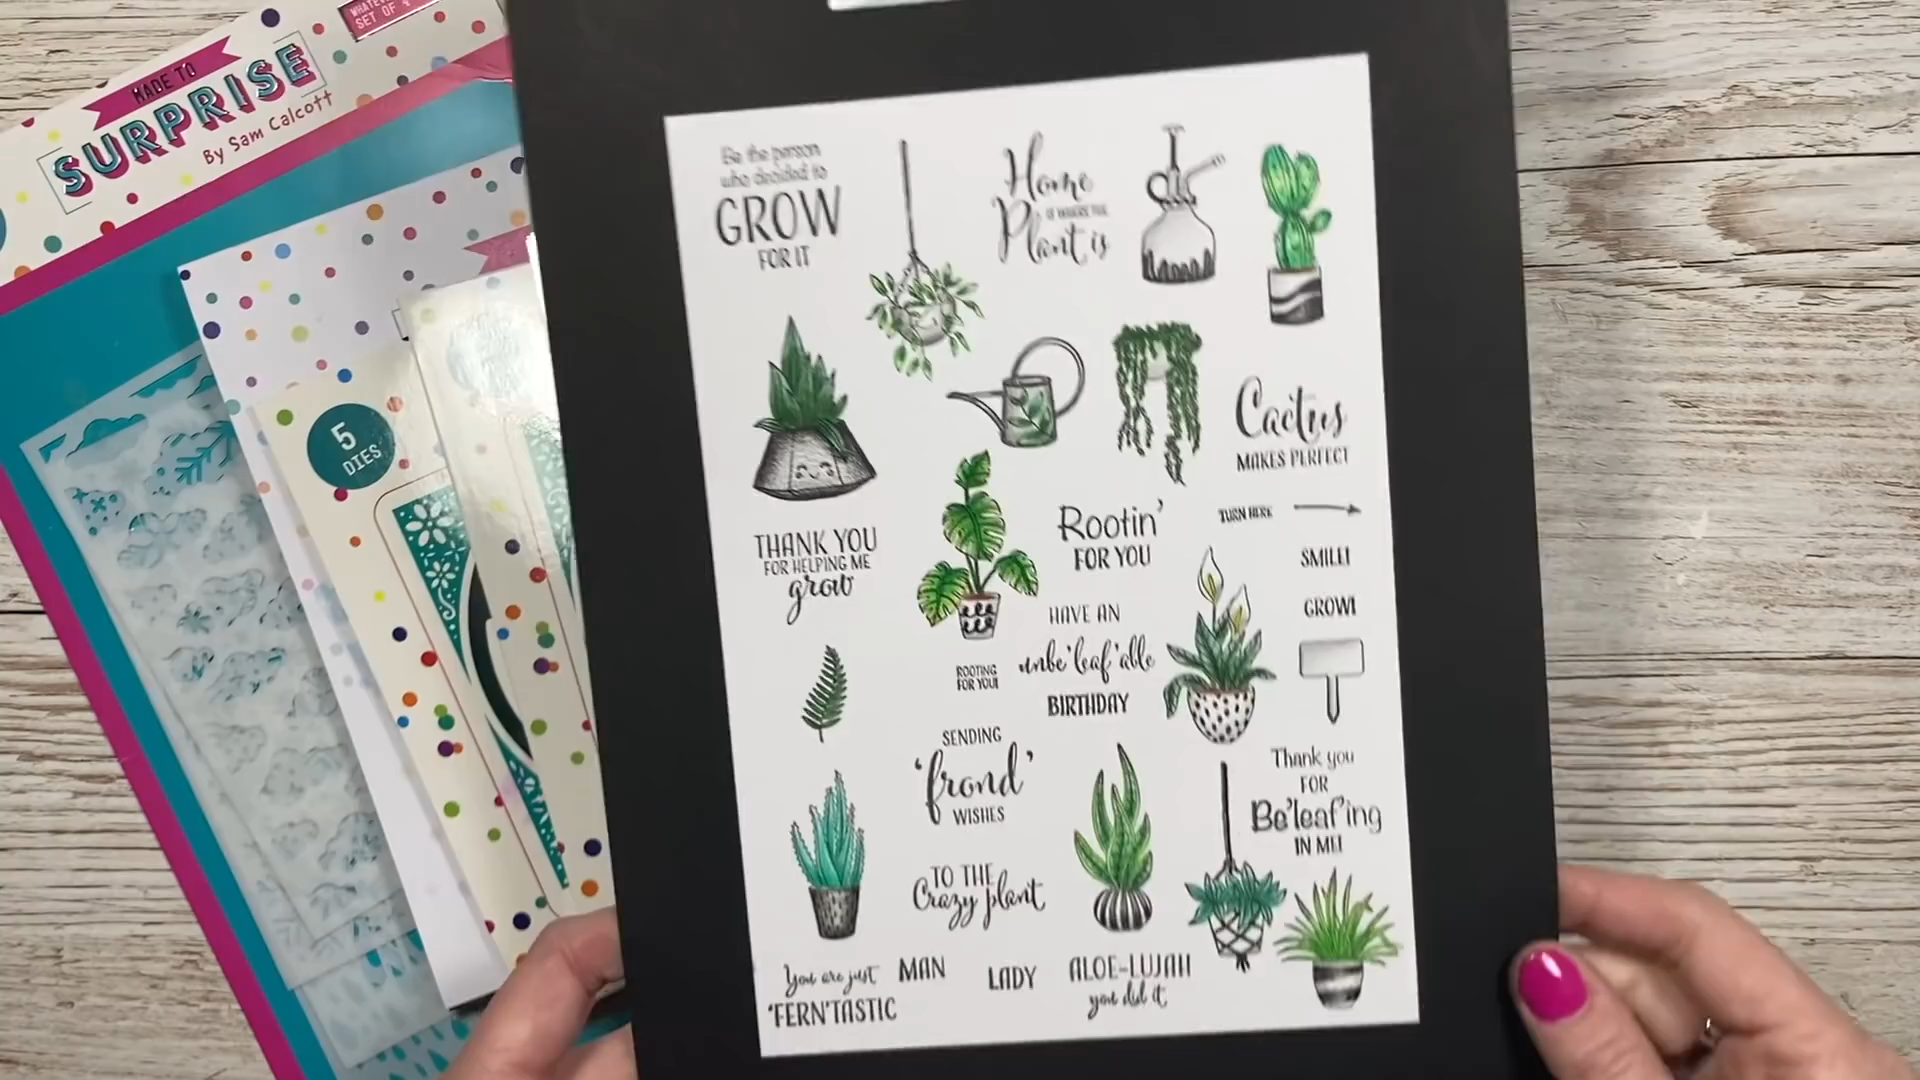 MADE TO
SURPRISE
By Sam Calcott
SET OF
5
DIES
Be the person
who decided to
GROW
FOR IT
Home
IS WHERE THE
Plant is
Cactus
MAKES PERFECT
THANK YOU
FOR HELPING ME
grow
Rootin'
FOR YOU
TURN HERE
SMILE!
GROW!
HAVE AN
unbe'leaf'able
BIRTHDAY
ROOTING
FOR YOU!
SENDING
'frond'
WISHES
Thank you
FOR
Be'leaf'ing
IN ME!
TO THE
Crazy plant
You are just
'FERN'TASTIC
MAN
LADY
ALOE-LUJAH
you did it